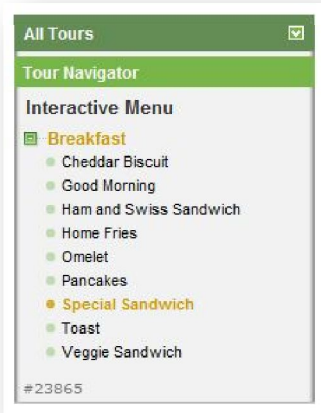 All Tours
Tour Navigator
Interactive Menu
Breakfast
Cheddar Biscuit
Good Morning
Ham and Swiss Sandwich
Home Fries
Omelet
Pancakes
Special Sandwich
Toast
Veggie Sandwich
#23865